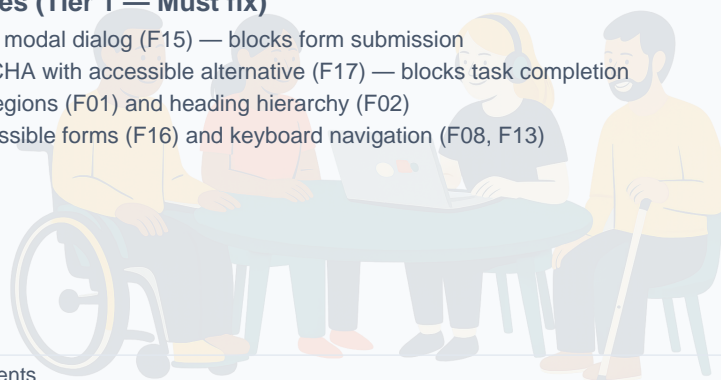 es (Tier 1 — Must fix)
modal dialog (F15) — blocks form submission
CHA with accessible alternative (F17) — blocks task completion
egions (F01) and heading hierarchy (F02)
ssible forms (F16) and keyboard navigation (F08, F13)
ents